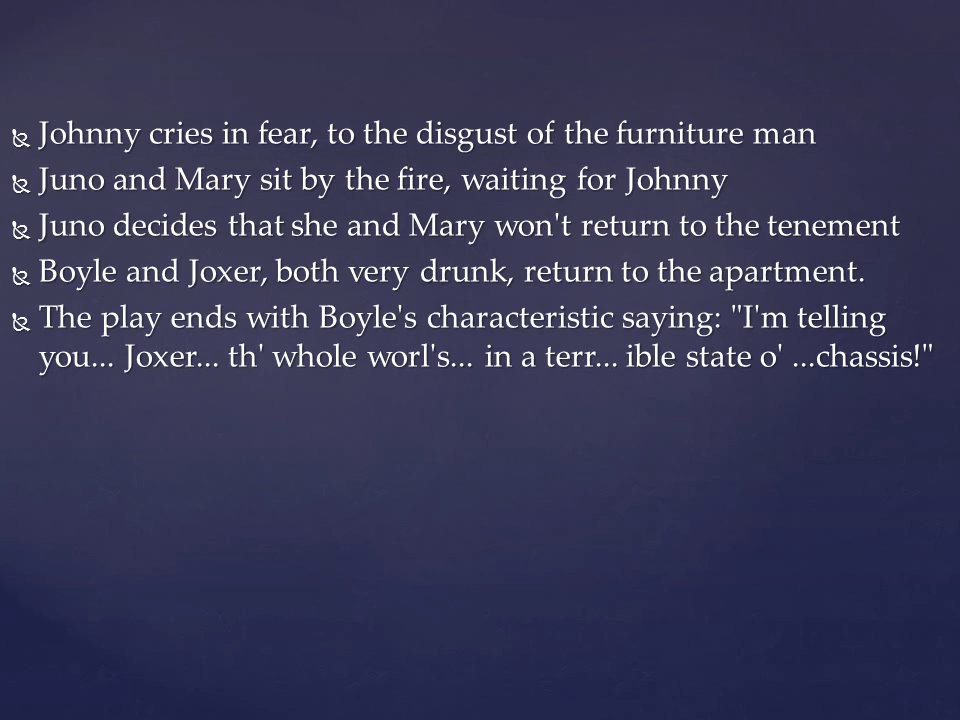 Johnny cries in fear, to the disgust of the furniture man
Juno and Mary sit by the fire, waiting for Johnny
Juno decides that she and Mary won't return to the tenement
Boyle and Joxer, both very drunk, return to the apartment.
The play ends with Boyle's characteristic saying: "I'm telling
you... Joxer... th' whole worl's... in a terr... ible state o' ...chassis!"